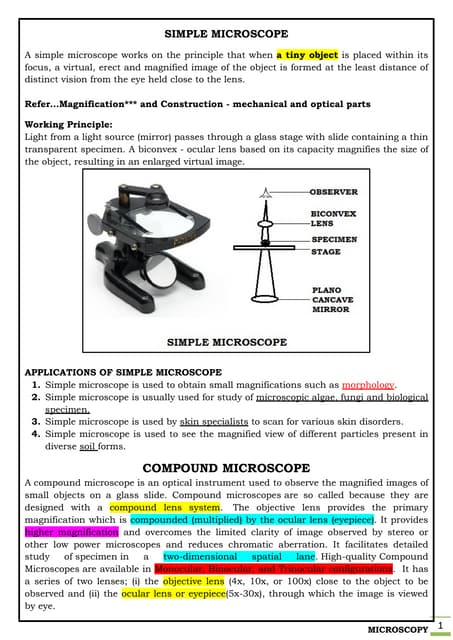 SIMPLE MICROSCOPE
A simple microscope works on the principle that when a tiny object is placed within its
focus, a virtual, erect and magnified image of the object is formed at the least distance of
distinct vision from the eye held close to the lens.
Refer...Magnification*** and Construction - mechanical and optical parts
Working Principle:
Light from a light source (mirror) passes through a glass stage with slide containing a thin
transparent specimen. A biconvex - ocular lens based on its capacity magnifies the size of
the object, resulting in an enlarged virtual image.
OBSERVER
BICONVEX
LENS
SPECIMEN
STAGE
PLANO
CANCAVE
MIRROR
SIMPLE MICROSCOPE
APPLICATIONS OF SIMPLE MICROSCOPE
1. Simple microscope is used to obtain small magnifications such as morphology.
2. Simple microscope is usually used for study of microscopic algae, fungi and biological
specimen.
3. Simple microscope is used by skin specialists to scan for various skin disorders.
4. Simple microscope is used to see the magnified view of different particles present in
diverse soil forms.
COMPOUND MICROSCOPE
A compound microscope is an optical instrument used to observe the magnified images of
small objects on a glass slide. Compound microscopes are so called because they are
designed with a compound lens system. The objective lens provides the primary
magnification which is compounded (multiplied) by the ocular lens (eyepiece). It provides
higher magnification and overcomes the limited clarity of image observed by stereo or
other low power microscopes and reduces chromatic aberration. It facilitates detailed
study of specimen in a two-dimensional spatial lane. High-quality Compound
Microscopes are available in Monocular, Binocular, and Trinocular configurations. It has
a series of two lenses; (i) the objective lens (4x, 10x, or 100x) close to the object to be
observed and (ii) the ocular lens or eyepiece(5x-30x), through which the image is viewed
by eye.
MICROSCOPY 1